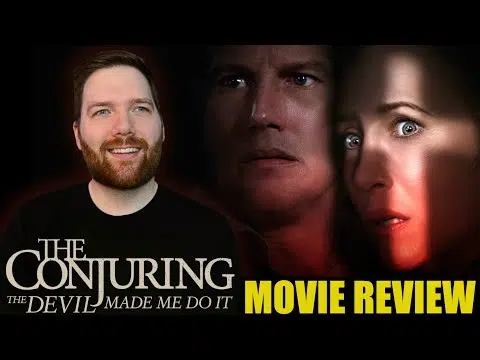 THE
CONJURING
THE DEVIL MADE ME DO IT
MOVIE REVIEW